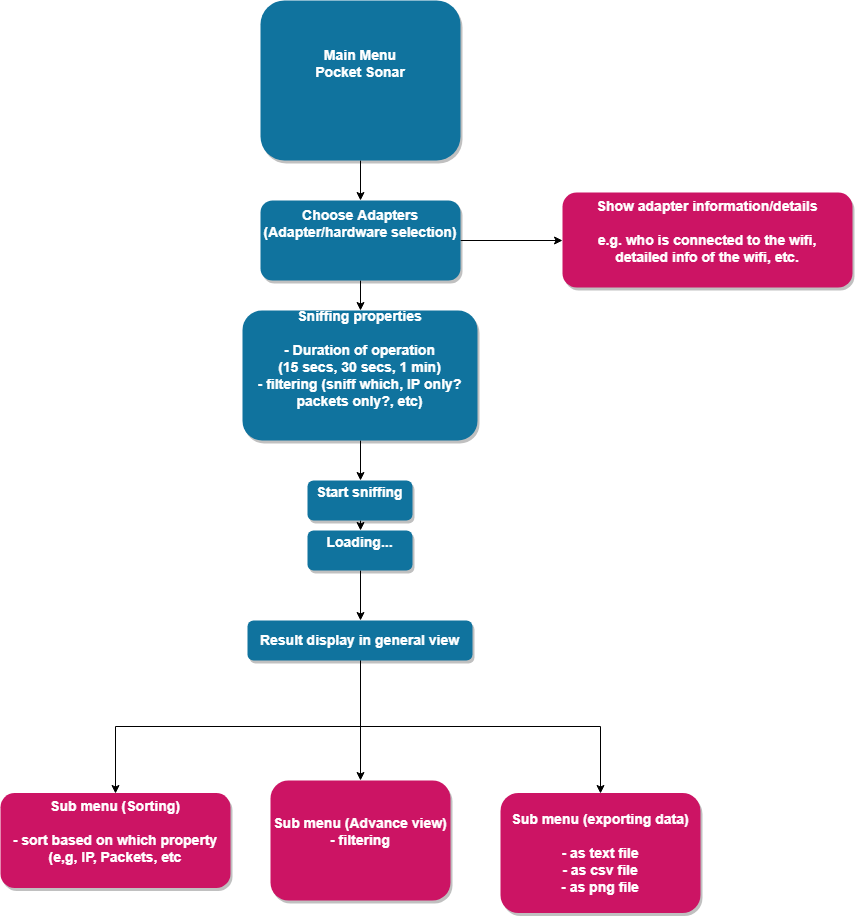 Main Menu
Pocket Sonar
Choose Adapters
(Adapter/hardware selection)
Show adapter information/details
e.g. who is connected to the wifi,
detailed info of the wifi, etc.
Sniffing properties
- Duration of operation
(15 secs, 30 secs, 1 min)
- filtering (sniff which, IP only?
packets only?, etc)
Start sniffing
Loading...
Result display in general view
Sub menu (Sorting)
- sort based on which property
(e,g, IP, Packets, etc
Sub menu (Advance view)
- filtering
Sub menu (exporting data)
- as text file
- as csv file
- as png file